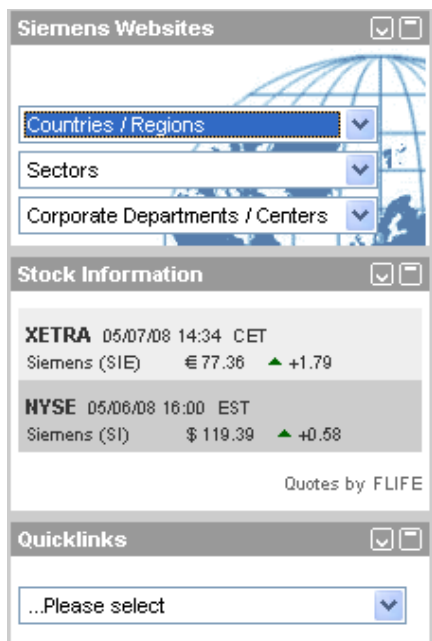 Siemens Websites
Countries / Regions
Sectors
Corporate Departments / Centers
Stock Information
XETRA 05/07/08 14:34 CET
Siemens (SIE) € 77.36 +1.79
NYSE 05/06/08 16:00 EST
Siemens (SI) $ 119.39 +0.58
Quotes by FLIFE
Quicklinks
...Please select